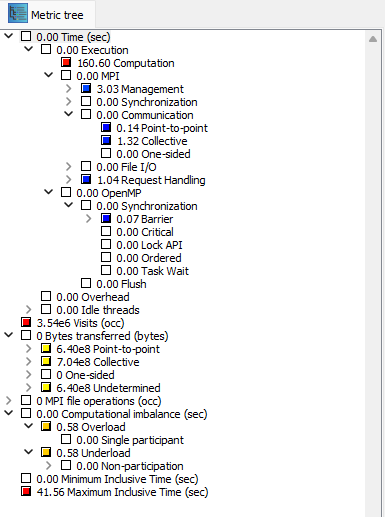 Metric tree
0.00 Time (sec)
0.00 Execution
160.60 Computation
0.00 MPI
3.03 Management
0.00 Synchronization
0.00 Communication
0.14 Point-to-point
1.32 Collective
0.00 One-sided
0.00 File I/O
1.04 Request Handling
0.00 OpenMP
0.00 Synchronization
0.07 Barrier
0.00 Critical
0.00 Lock API
0.00 Ordered
0.00 Task Wait
0.00 Flush
0.00 Overhead
0.00 Idle threads
3.54e6 Visits (occ)
0 Bytes transferred (bytes)
6.40e8 Point-to-point
7.04e8 Collective
0 One-sided
6.40e8 Undetermined
0 MPI file operations (occ)
0.00 Computational imbalance (sec)
0.58 Overload
0.00 Single participant
0.58 Underload
0.00 Non-participation
0.00 Minimum Inclusive Time (sec)
41.56 Maximum Inclusive Time (sec)